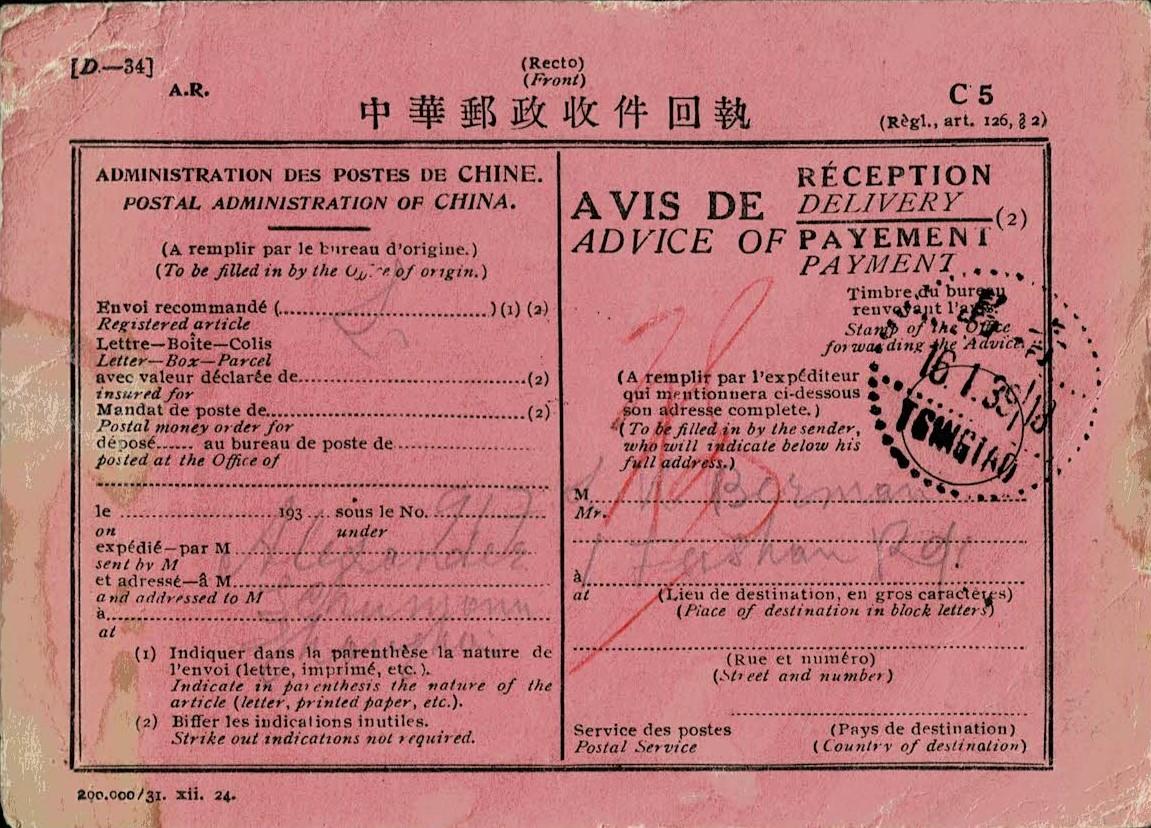 [D.—34]
A.R.
(Recto)
(Front)
中華郵政收件回執
C 5
(Règl., art. 126, § 2)
ADMINISTRATION DES POSTES DE CHINE.
POSTAL ADMINISTRATION OF CHINA.
(A remplir par le bureau d'origine.)
(To be filled in by the Office of origin.)
Envoi recommandé (........................................) (1) (2)
Registered article
Lettre—Boîte—Colis
Letter—Box—Parcel
avec valeur déclarée de........................................(2)
insured for
Mandat de poste de........................................(2)
Postal money order for
déposé...... au bureau de poste de........................
posted at the Office of
le ........................ 193.... sous le No. 917
on under
expédié—par M Alexander
sent by M
et adressé—â M
and addressed to M
à
at Shanghai
(1) Indiquer dans la parenthèse la nature de
l'envoi (lettre, imprimé, etc.).
Indicate in parenthesis the nature of the
article (letter, printed paper, etc.).
(2) Biffer les indications inutiles.
Strike out indications not required.
200.000/31. xii. 24.
AVIS DE RÉCEPTION
ADVICE OF DELIVERY
PAYEMENT
PAYMENT
(2)
Timbre du bureau
renvoyant l'avis.
Stamp of the Office
forwarding the Advice.
16.1.39
TSINGTAO
(A remplir par l'expéditeur
qui mentionnera ci-dessous
son adresse complete.)
(To be filled in by the sender,
who will indicate below his
full address.)
M Borman
Mr.
1 Taishan Rd.
à
at
(Lieu de destination, en gros caractères)
(Place of destination in block letters)
(Rue et numéro)
(Street and number)
Service des postes
Postal Service
(Pays de destination)
(Country of destination)